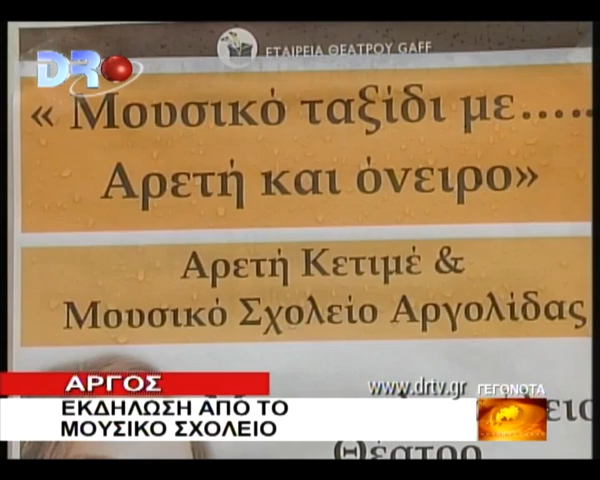 ΕΤΑΙΡΕΙΑ ΘΕΑΤΡΟΥ GAFF
DRO
« Μουσικό ταξίδι με.....
Αρετή και όνειρο»
Αρετή Κετιμέ &
Μουσικό Σχολείο Αργολίδας
ΑΡΓΟΣ
www.drtv.gr
ΓΕΓΟΝΟΤΑ
ΕΚΔΗΛΩΣΗ ΑΠΟ ΤΟ
ΜΟΥΣΙΚΟ ΣΧΟΛΕΙΟ
Θέατρο